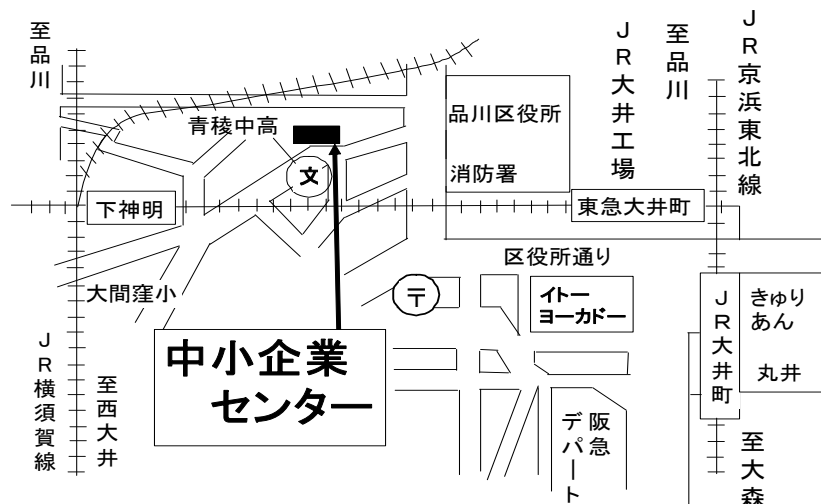 至品川
青稜中高
文
下神明
大間窪小
JR横須賀線
至西大井
中小企業
センター
品川区役所
消防署
JR大井工場
至品川
JR京浜東北線
東急大井町
区役所通り
〒
イトー
ヨーカドー
阪急
デパート
JR大井町
きゅり
あん
丸井
至大森